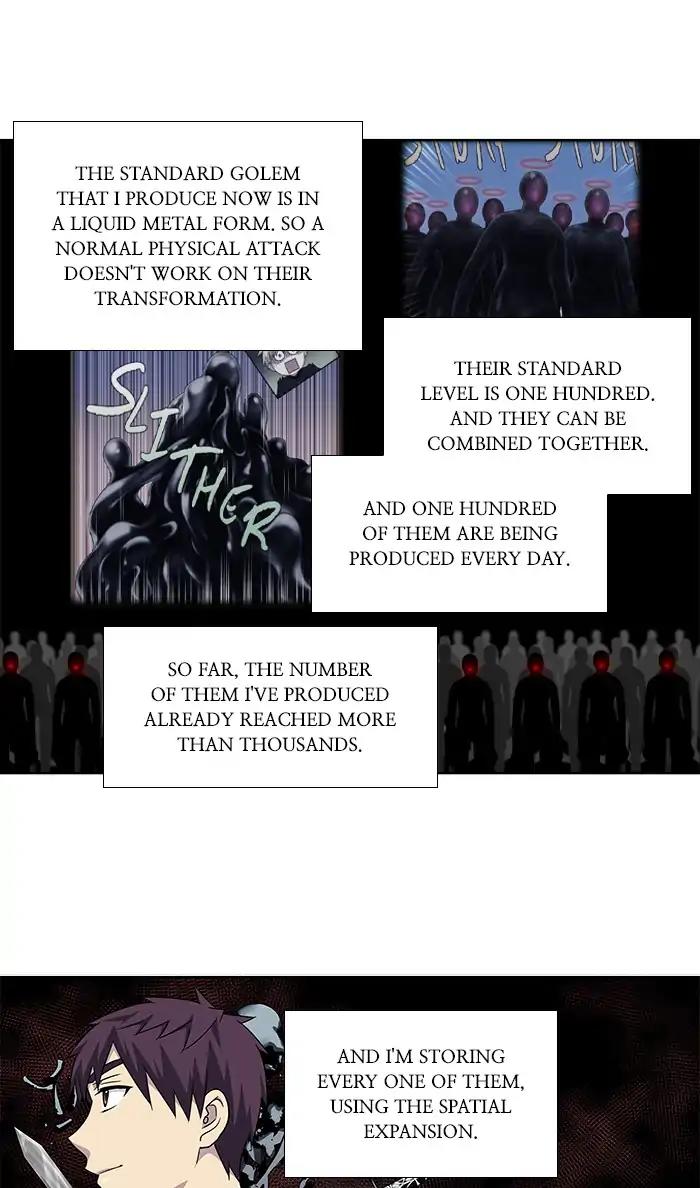 THE STANDARD GOLEM
THAT I PRODUCE NOW IS IN
A LIQUID METAL FORM. SO A
NORMAL PHYSICAL ATTACK
DOESN'T WORK ON THEIR
TRANSFORMATION.
THEIR STANDARD
LEVEL IS ONE HUNDRED.
AND THEY CAN BE
COMBINED TOGETHER.
SLITHER
AND ONE HUNDRED
OF THEM ARE BEING
PRODUCED EVERY DAY.
SO FAR, THE NUMBER
OF THEM I'VE PRODUCED
ALREADY REACHED MORE
THAN THOUSANDS.
AND I'M STORING
EVERY ONE OF THEM,
USING THE SPATIAL
EXPANSION.